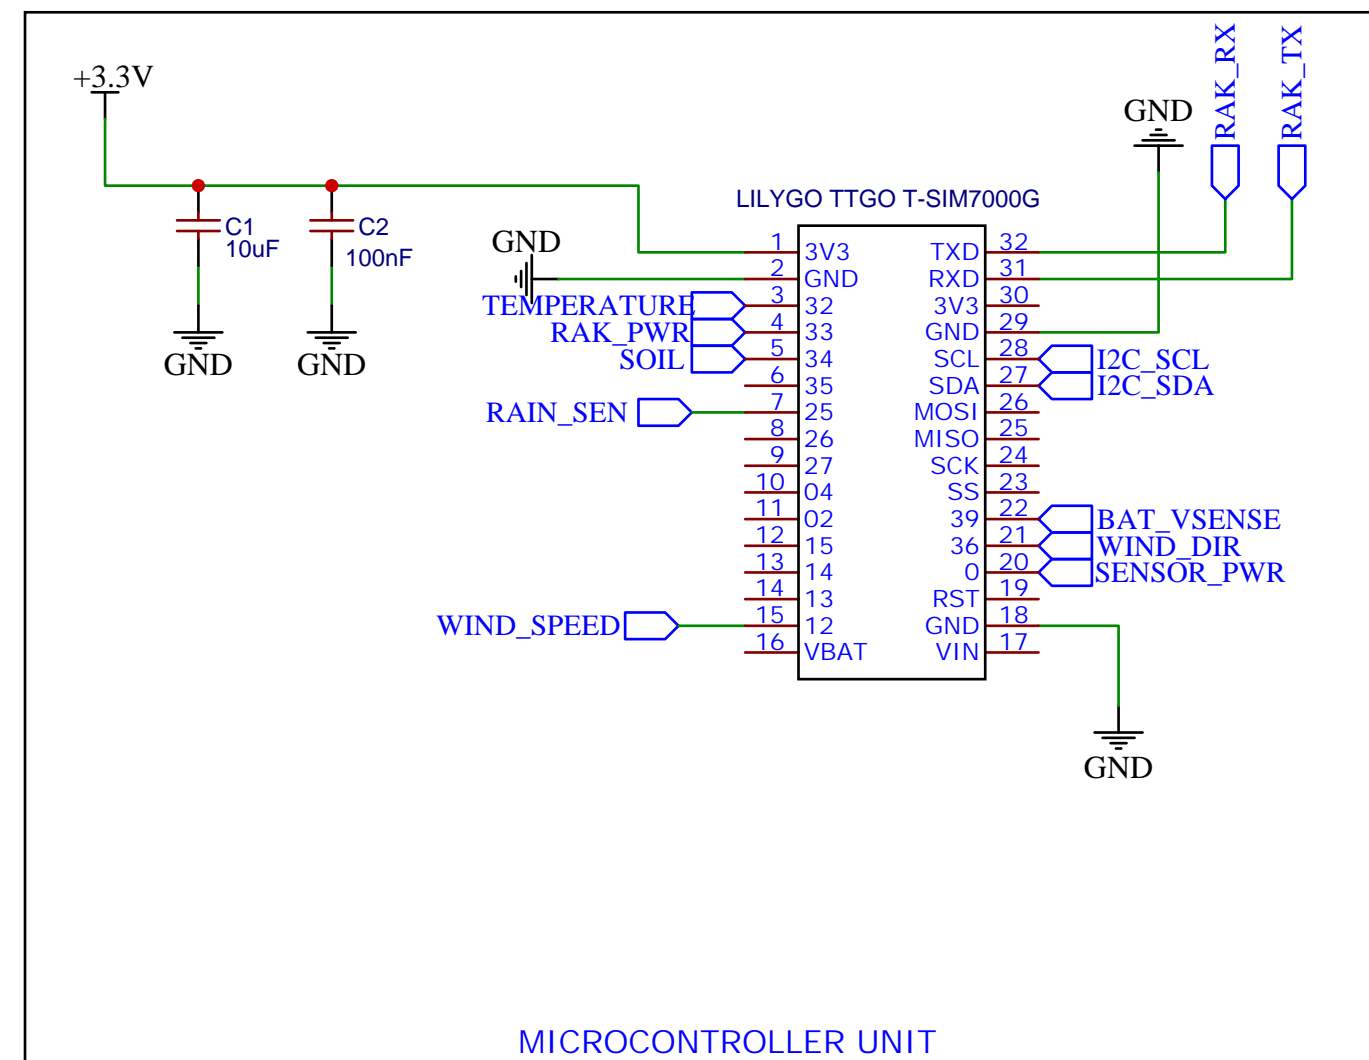 RAK_RX
RAK_TX
+3.3V
GND
LILYGO TTGO T-SIM7000G
C1
10uF
C2
100nF
GND
GND
GND
1 3V3 TXD 32
2 GND RXD 31
TEMPERATURE 3 32 3V3 30
RAK_PWR 4 33 GND 29
SOIL 5 34 SCL 28 I2C_SCL
6 35 SDA 27 I2C_SDA
RAIN_SEN 7 25 MOSI 26
8 26 MISO 25
9 27 SCK 24
10 04 SS 23
11 02 39 22 BAT_VSENSE
12 15 36 21 WIND_DIR
13 14 0 20 SENSOR_PWR
14 13 RST 19
WIND_SPEED 15 12 GND 18
16 VBAT VIN 17
GND
MICROCONTROLLER UNIT